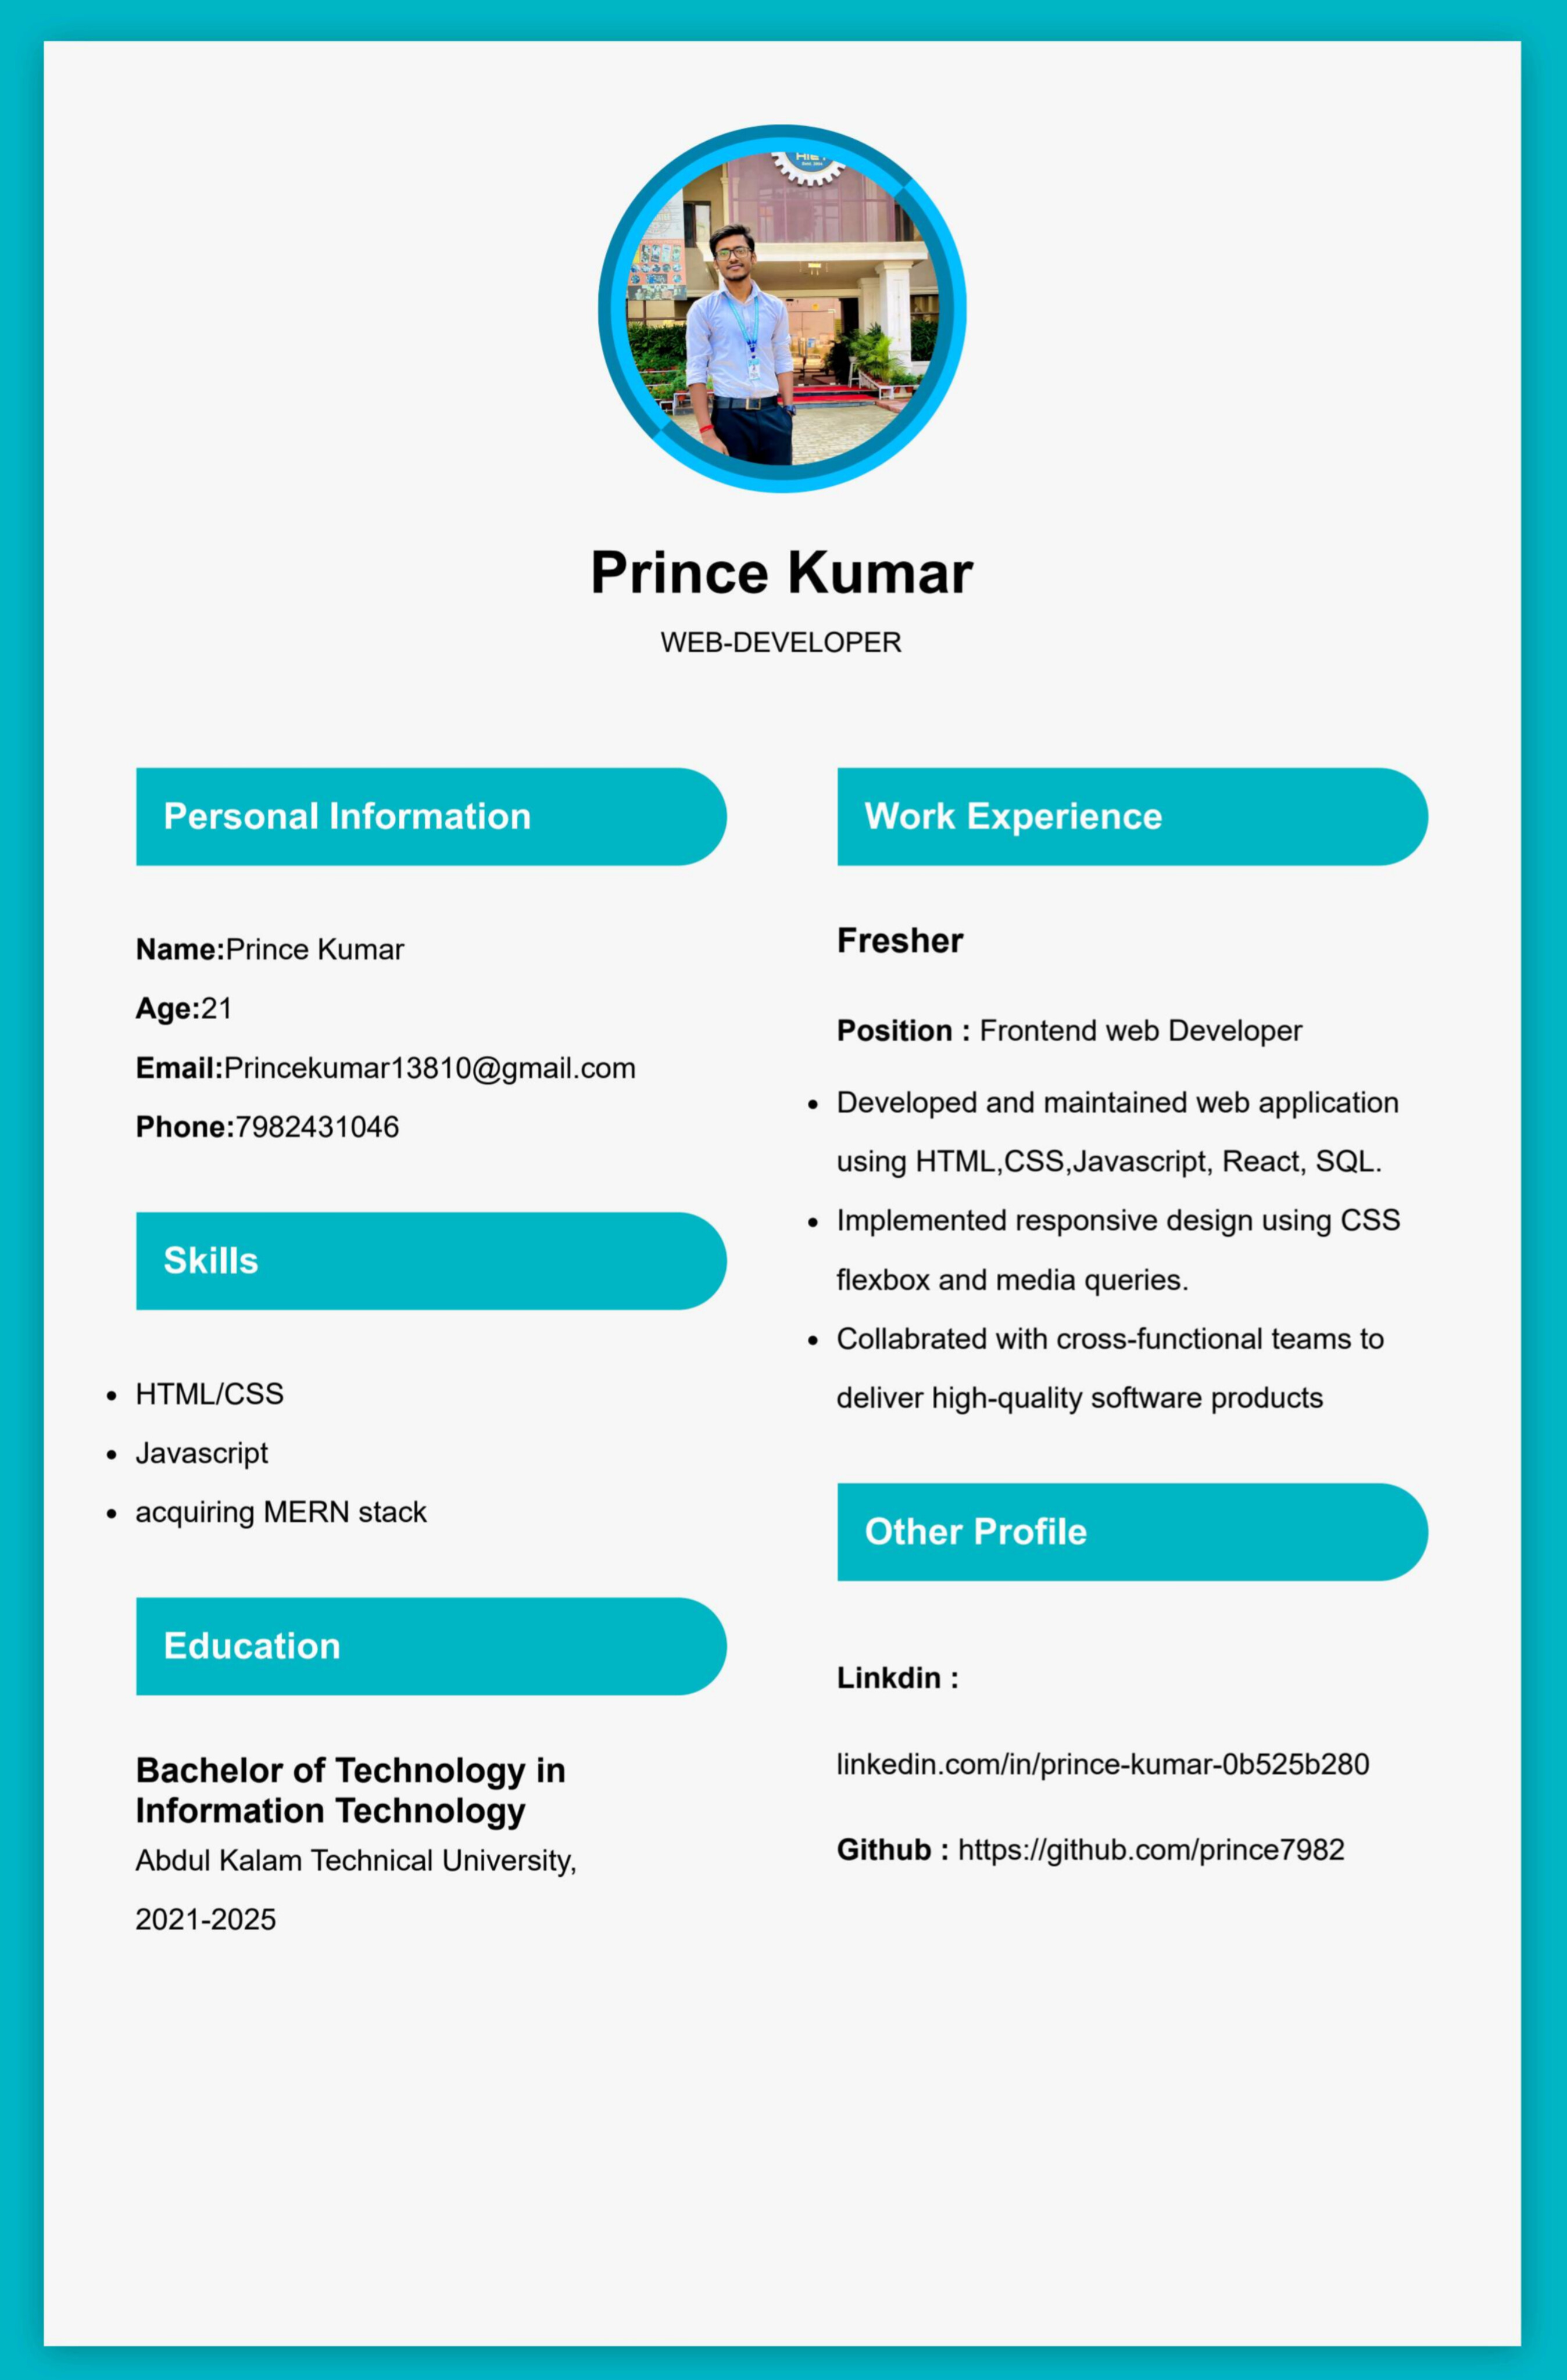 HIET
Prince Kumar
WEB-DEVELOPER
Personal Information
Name:Prince Kumar
Age:21
Email:Princekumar13810@gmail.com
Phone:7982431046
Skills
HTML/CSS
Javascript
acquiring MERN stack
Education
Bachelor of Technology in
Information Technology
Abdul Kalam Technical University,
2021-2025
Work Experience
Fresher
Position : Frontend web Developer
Developed and maintained web application
using HTML,CSS,Javascript, React, SQL.
Implemented responsive design using CSS
flexbox and media queries.
Collabrated with cross-functional teams to
deliver high-quality software products
Other Profile
Linkdin :
linkedin.com/in/prince-kumar-0b525b280
Github : https://github.com/prince7982